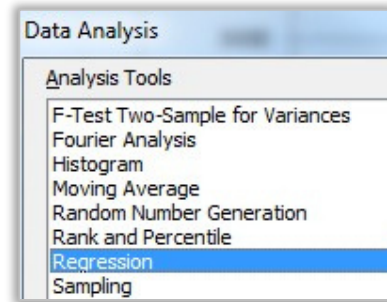 Data Analysis
Analysis Tools
F-Test Two-Sample for Variances
Fourier Analysis
Histogram
Moving Average
Random Number Generation
Rank and Percentile
Regression
Sampling